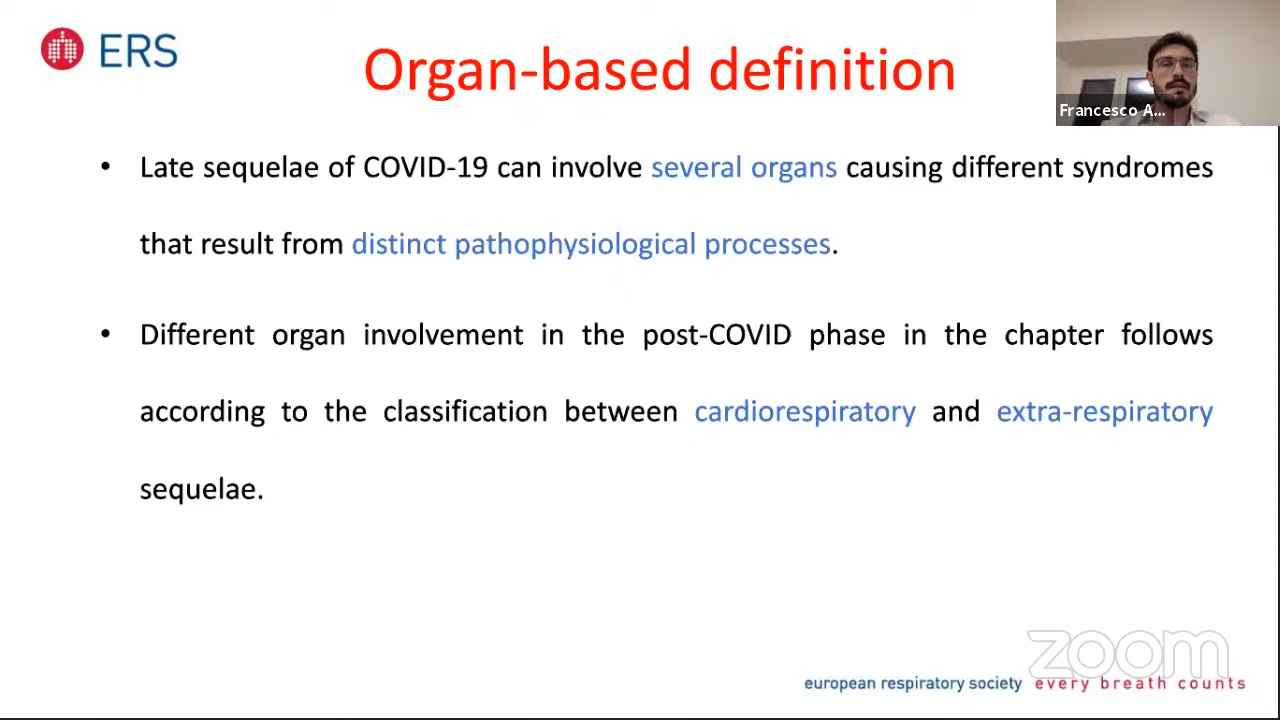 ERS
Organ-based definition
Francesco A...
• Late sequelae of COVID-19 can involve several organs causing different syndromes
that result from distinct pathophysiological processes.
• Different organ involvement in the post-COVID phase in the chapter follows
according to the classification between cardiorespiratory and extra-respiratory
sequelae.
zoom
european respiratory society every breath counts